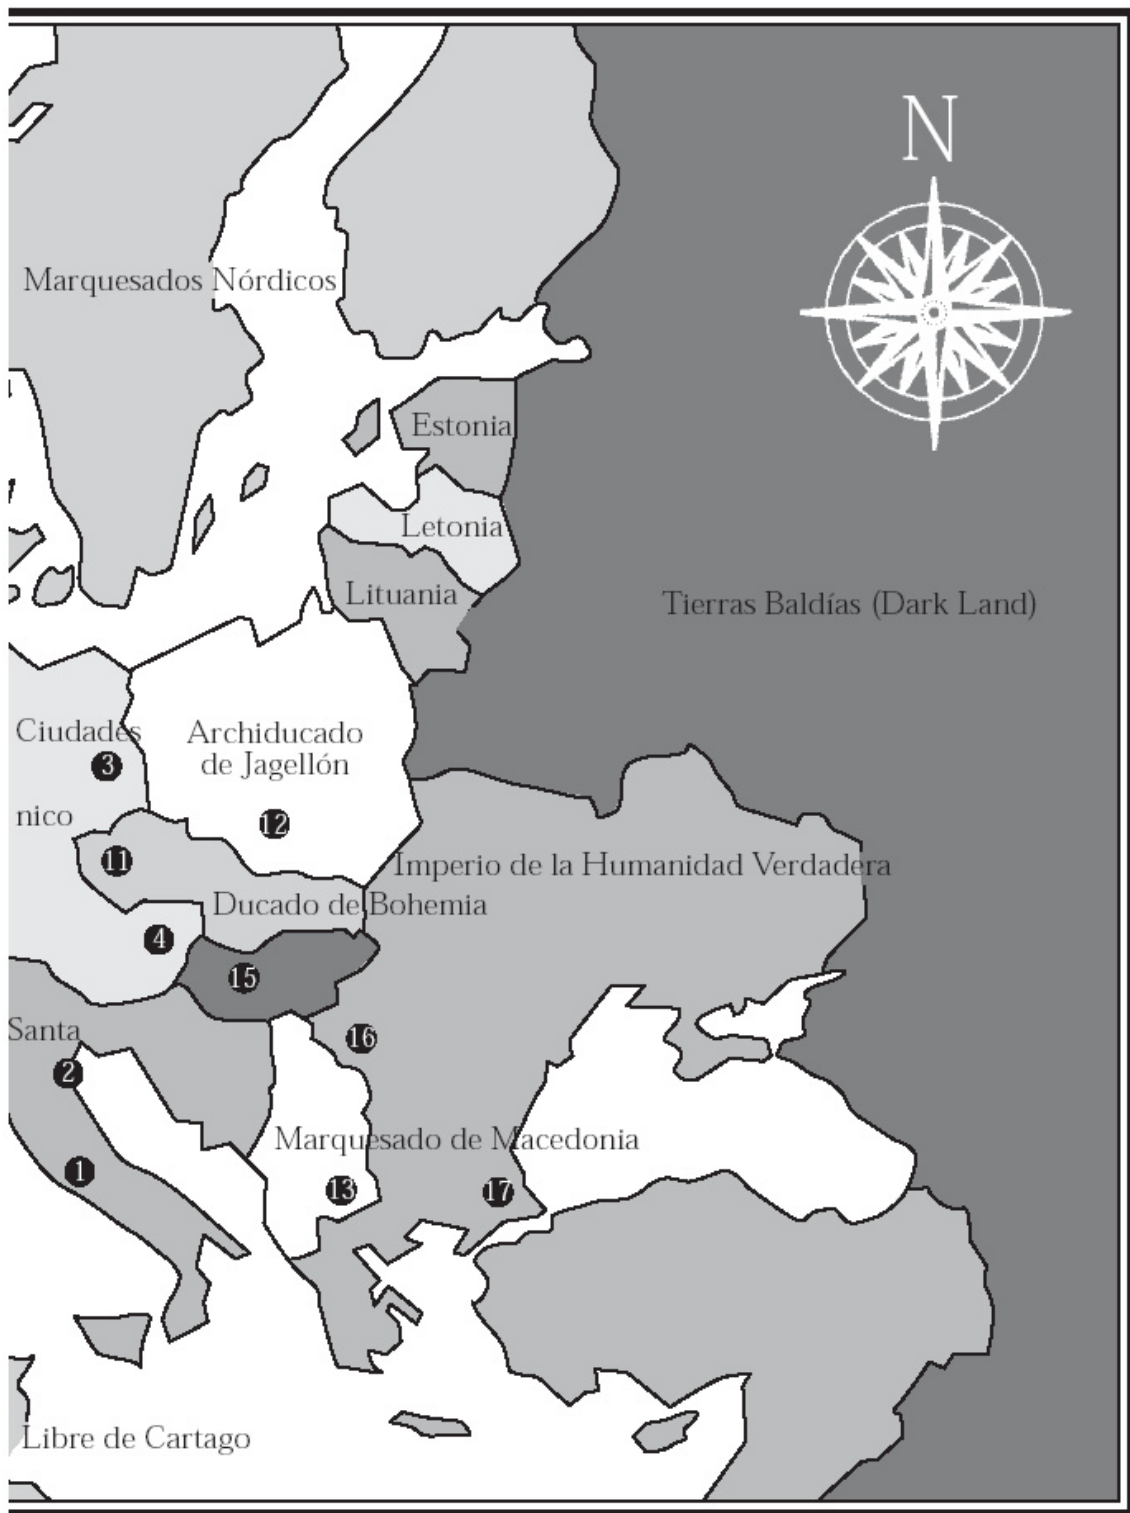 N
Marquesados Nórdicos
Estonia
Letonia
Lituania
Tierras Baldías (Dark Land)
Ciudades
Archiducado
de Jagellón
3
nico
12
11
Imperio de la Humanidad Verdadera
Ducado de Bohemia
4
15
Santa
16
2
Marquesado de Macedonia
1
13
17
Libre de Cartago